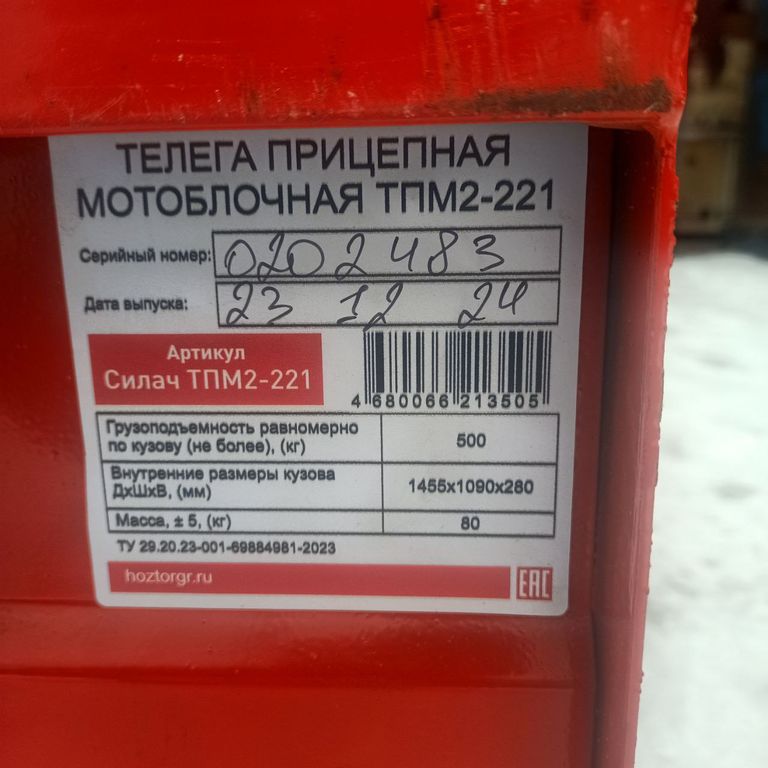 ТЕЛЕГА ПРИЦЕПНАЯ
МОТОБЛОЧНАЯ ТПМ2-221
Серийный номер: 0202483
Дата выпуска: 23 12 24
Артикул
Силач ТПМ2-221
4 680066 213505
Грузоподъемность равномерно
по кузову (не более), (кг) 500
Внутренние размеры кузова
ДхШхВ, (мм) 1455х1090х280
Масса, ± 5, (кг) 80
ТУ 29.20.23-001-69884981-2023
hoztorgr.ru
EAC